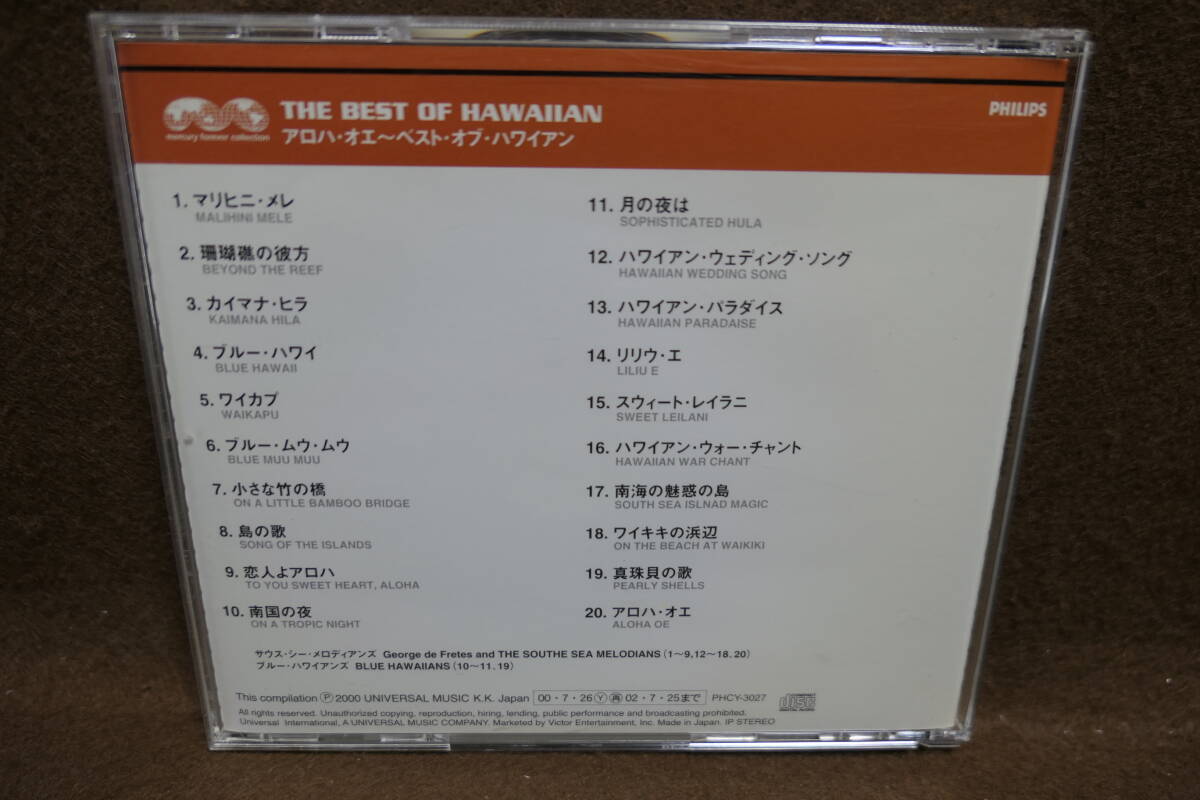 THE BEST OF HAWAIIAN
アロハ・オエ〜ベスト・オブ・ハワイアン
mercury forever collection
PHILIPS
1. マリヒニ・メレ
MALIHINI MELE
2. 珊瑚礁の彼方
BEYOND THE REEF
3. カイマナ・ヒラ
KAIMANA HILA
4. ブルー・ハワイ
BLUE HAWAII
5. ワイカプ
WAIKAPU
6. ブルー・ムウ・ムウ
BLUE MUU MUU
7. 小さな竹の橋
ON A LITTLE BAMBOO BRIDGE
8. 島の歌
SONG OF THE ISLANDS
9. 恋人よアロハ
TO YOU SWEET HEART, ALOHA
10. 南国の夜
ON A TROPIC NIGHT
11. 月の夜は
SOPHISTICATED HULA
12. ハワイアン・ウェディング・ソング
HAWAIIAN WEDDING SONG
13. ハワイアン・パラダイス
HAWAIIAN PARADAISE
14. リリウ・エ
LILIU E
15. スウィート・レイラニ
SWEET LEILANI
16. ハワイアン・ウォー・チャント
HAWAIIAN WAR CHANT
17. 南海の魅惑の島
SOUTH SEA ISLNAD MAGIC
18. ワイキキの浜辺
ON THE BEACH AT WAIKIKI
19. 真珠貝の歌
PEARLY SHELLS
20. アロハ・オエ
ALOHA OE
サウス・シー・メロディアンズ George de Fretes and THE SOUTHE SEA MELODIANS (1〜9,12〜18. 20)
ブルー・ハワイアンズ BLUE HAWAIIANS (10〜11. 19)
This compilation Ⓟ 2000 UNIVERSAL MUSIC K.K. Japan 00・7・26 Ⓨ ㊢ 02・7・25まで PHCY-3027
All rights reserved. Unauthorized copying, reproduction, hiring, lending, public performance and broadcasting prohibited.
Universal International, A UNIVERSAL MUSIC COMPANY. Marketed by Victor Entertainment, Inc. Made in Japan. IP STEREO